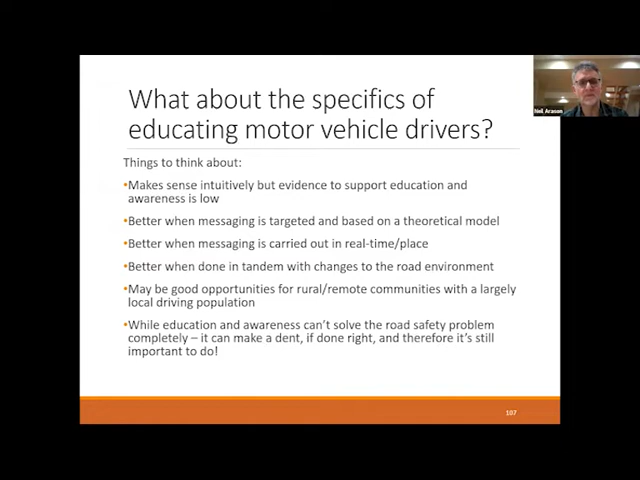 What about the specifics of
educating motor vehicle drivers?
Things to think about:
•Makes sense intuitively but evidence to support education and
awareness is low
•Better when messaging is targeted and based on a theoretical model
•Better when messaging is carried out in real-time/place
•Better when done in tandem with changes to the road environment
•May be good opportunities for rural/remote communities with a largely
local driving population
•While education and awareness can't solve the road safety problem
completely – it can make a dent, if done right, and therefore it's still
important to do!
107
Neil Arason